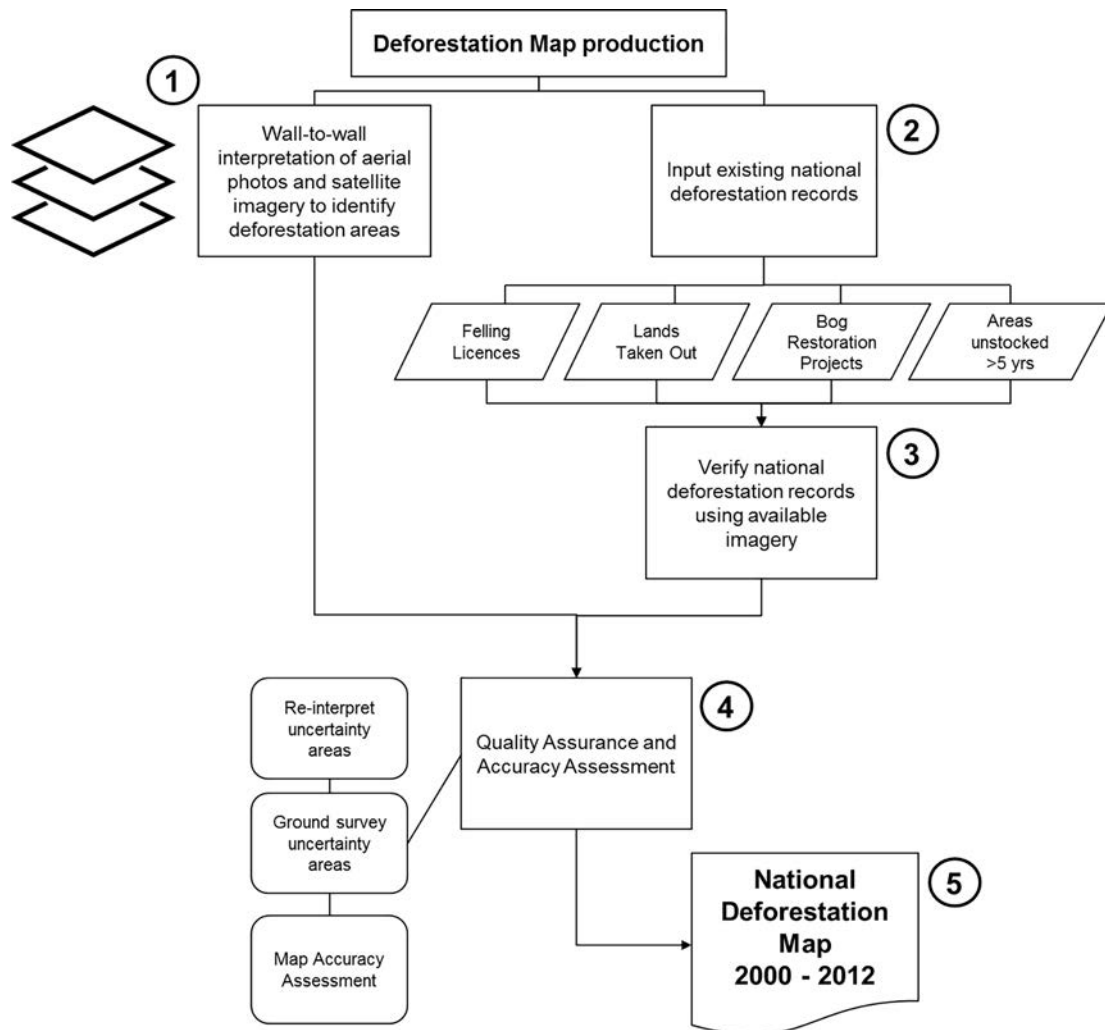 Deforestation Map production
1
Wall-to-wall
interpretation of aerial
photos and satellite
imagery to identify
deforestation areas
2
Input existing national
deforestation records
Felling
Licences
Lands
Taken Out
Bog
Restoration
Projects
Areas
unstocked
>5 yrs
3
Verify national
deforestation records
using available
imagery
4
Quality Assurance and
Accuracy Assessment
Re-interpret
uncertainty
areas
Ground survey
uncertainty
areas
Map Accuracy
Assessment
5
National
Deforestation
Map
2000 - 2012